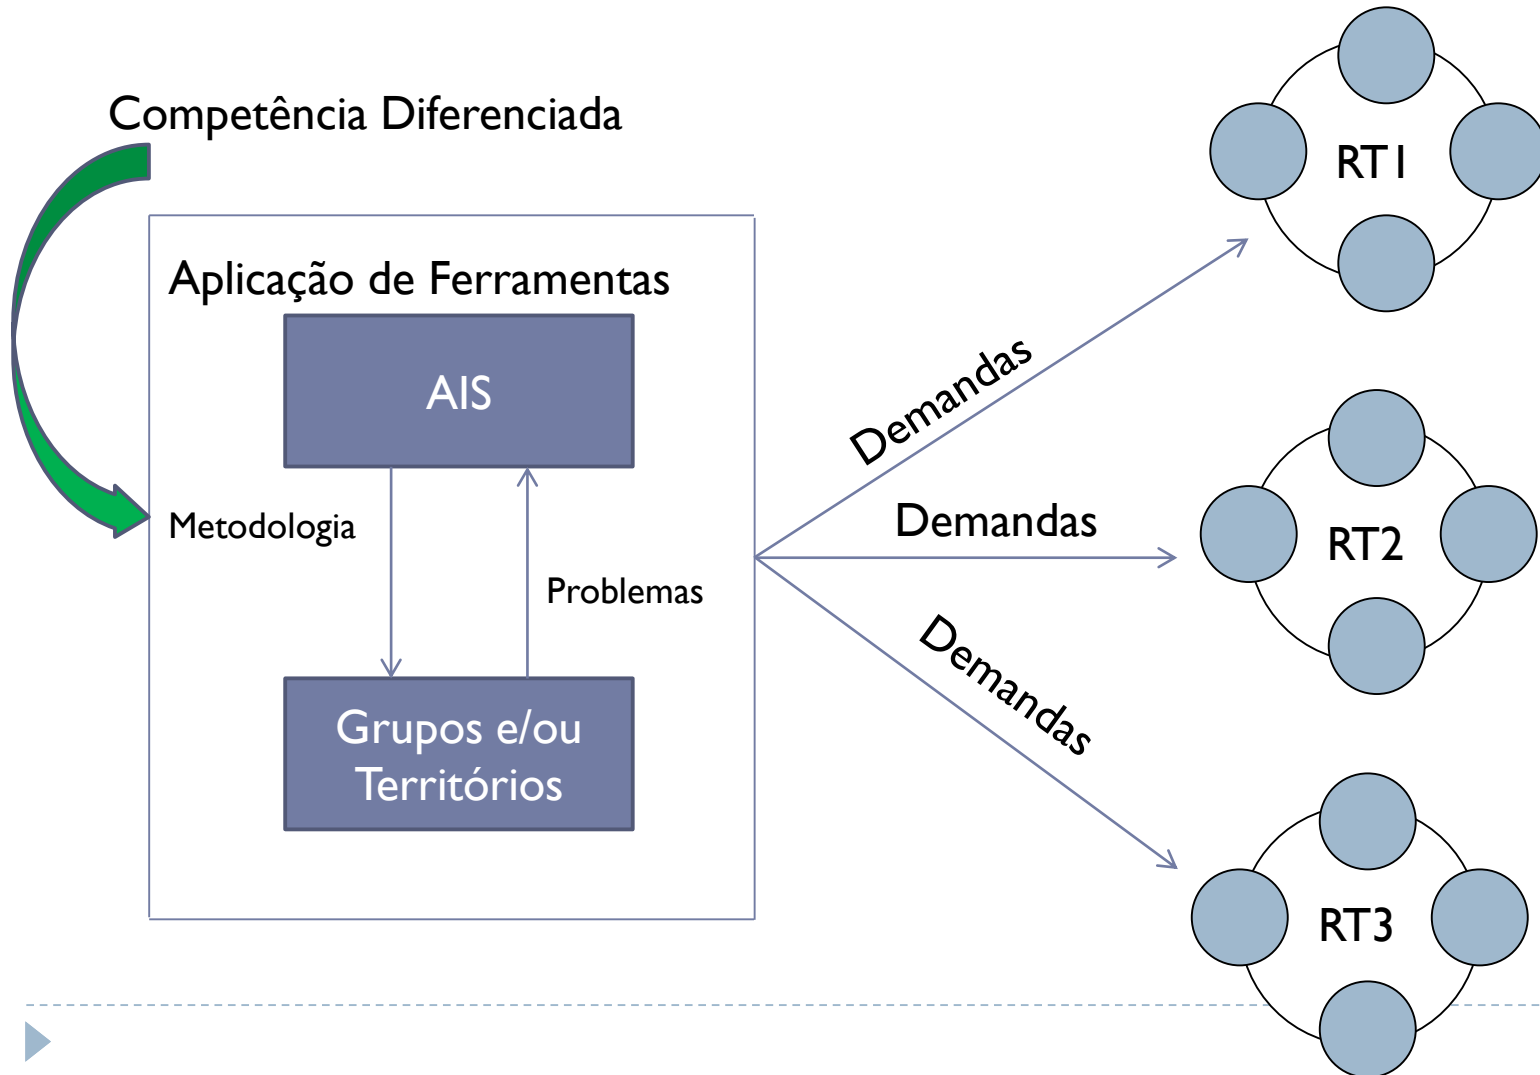 Competência Diferenciada
Aplicação de Ferramentas
AIS
Metodologia
Problemas
Grupos e/ou
Territórios
Demandas
Demandas
Demandas
RT1
RT2
RT3